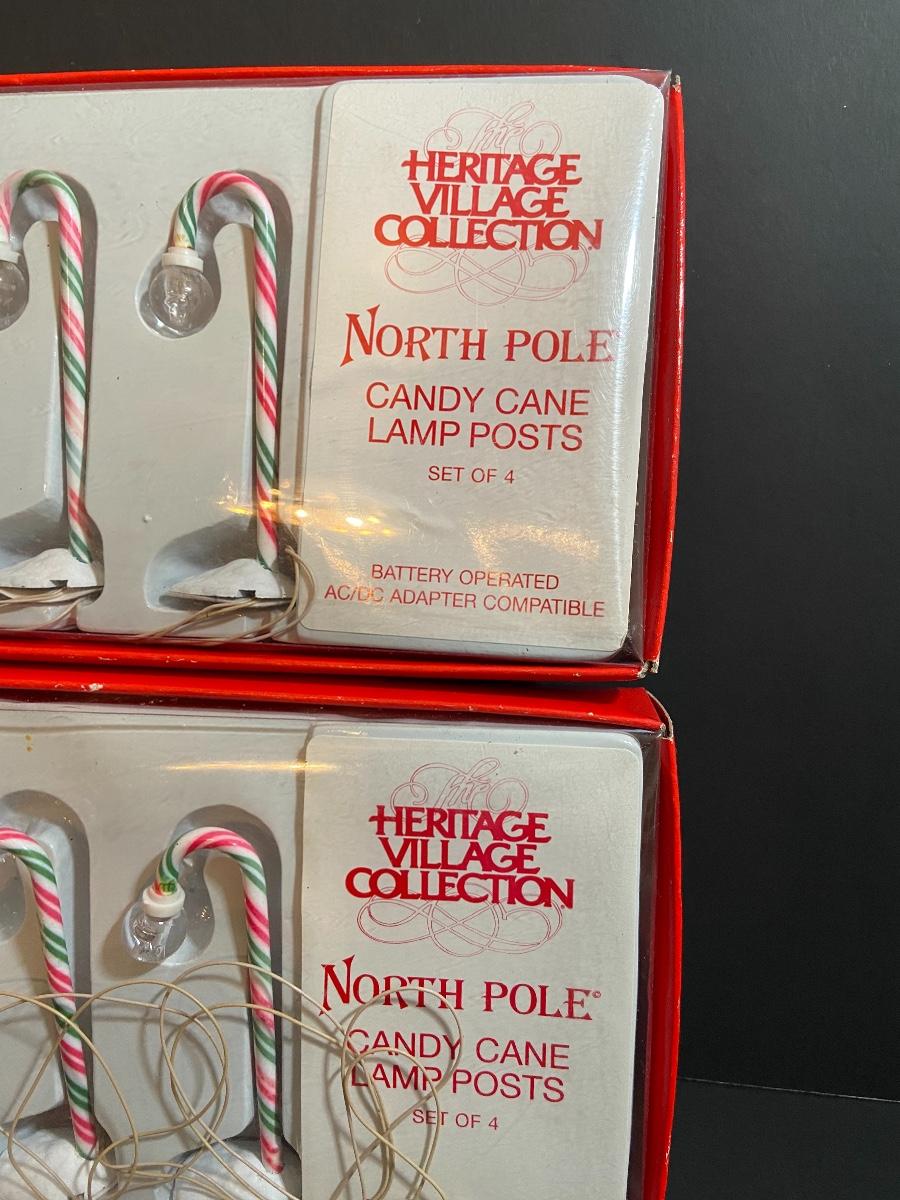 The
HERITAGE
VILLAGE
COLLECTION
NORTH POLE
CANDY CANE
LAMP POSTS
SET OF 4
BATTERY OPERATED
AC/DC ADAPTER COMPATIBLE
The
HERITAGE
VILLAGE
COLLECTION
NORTH POLE©
CANDY CANE
LAMP POSTS
SET OF 4